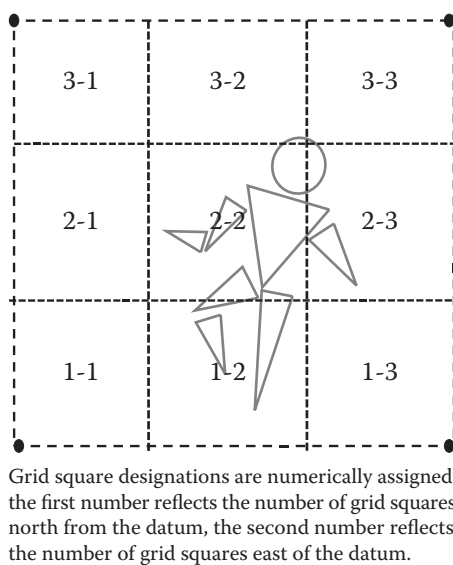 3-1 3-2 3-3
2-1 2-2 2-3
1-1 1-2 1-3
Grid square designations are numerically assigned
the first number reflects the number of grid squares
north from the datum, the second number reflects
the number of grid squares east of the datum.